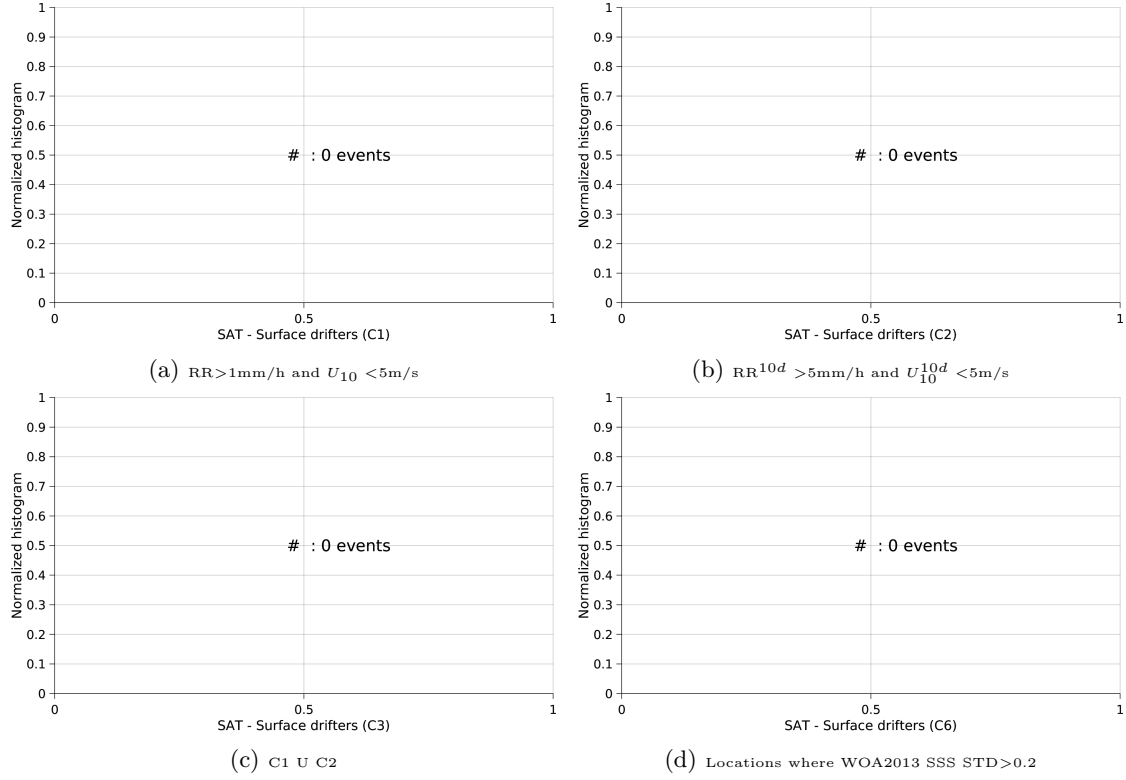 1
0.9
0.8
0.7
0.6
0.5
0.4
0.3
0.2
0.1
0
Normalized histogram
# : 0 events
0 0.5 1
SAT - Surface drifters (C1)
(a) RR>1mm/h and U10 <5m/s
1
0.9
0.8
0.7
0.6
0.5
0.4
0.3
0.2
0.1
0
Normalized histogram
# : 0 events
0 0.5 1
SAT - Surface drifters (C2)
(b) RR10d >5mm/h and U10d10 <5m/s
1
0.9
0.8
0.7
0.6
0.5
0.4
0.3
0.2
0.1
0
Normalized histogram
# : 0 events
0 0.5 1
SAT - Surface drifters (C3)
(c) C1 U C2
1
0.9
0.8
0.7
0.6
0.5
0.4
0.3
0.2
0.1
0
Normalized histogram
# : 0 events
0 0.5 1
SAT - Surface drifters (C6)
(d) Locations where WOA2013 SSS STD>0.2